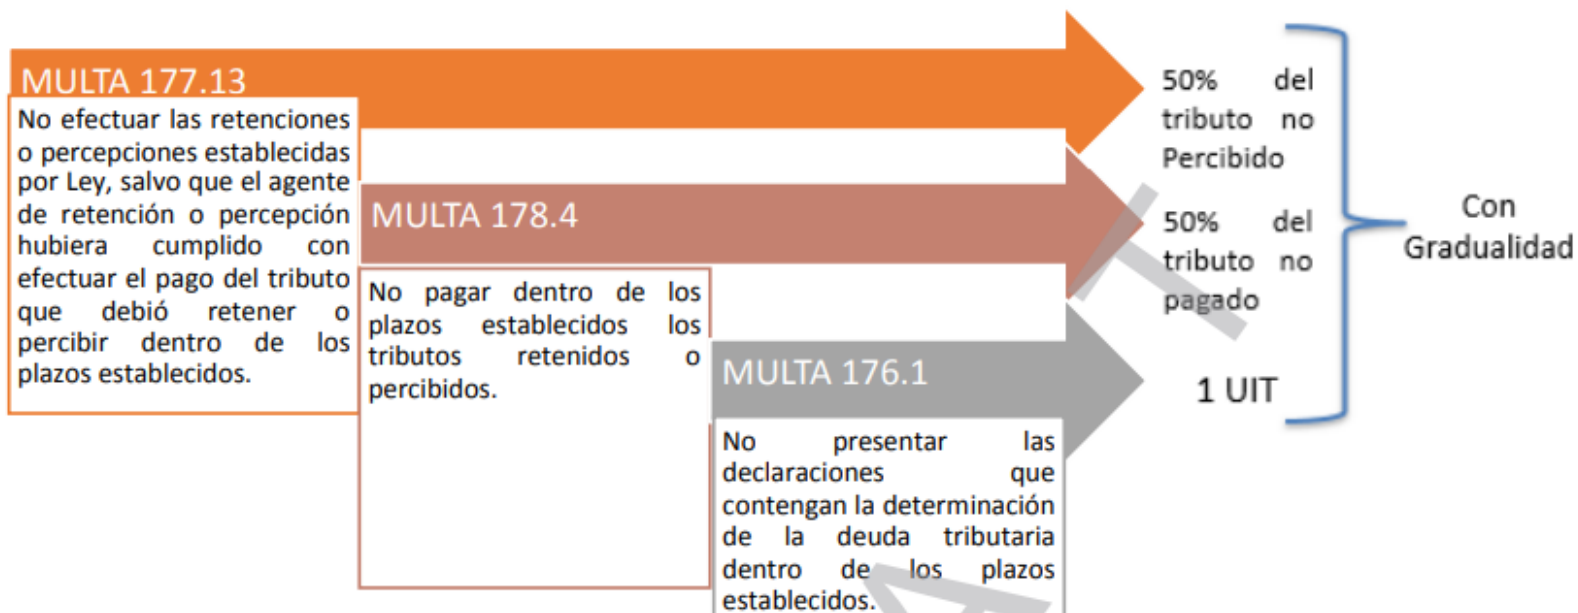 MULTA 177.13
No efectuar las retenciones
o percepciones establecidas
por Ley, salvo que el agente
de retención o percepción
hubiera cumplido con
efectuar el pago del tributo
que debió retener o
percibir dentro de los
plazos establecidos.
50% del
tributo no
Percibido
MULTA 178.4
No pagar dentro de los
plazos establecidos los
tributos retenidos o
percibidos.
50% del
tributo no
pagado
MULTA 176.1
No presentar las
declaraciones que
contengan la determinación
de la deuda tributaria
dentro de los plazos
establecidos.
1 UIT
Con
Gradualidad